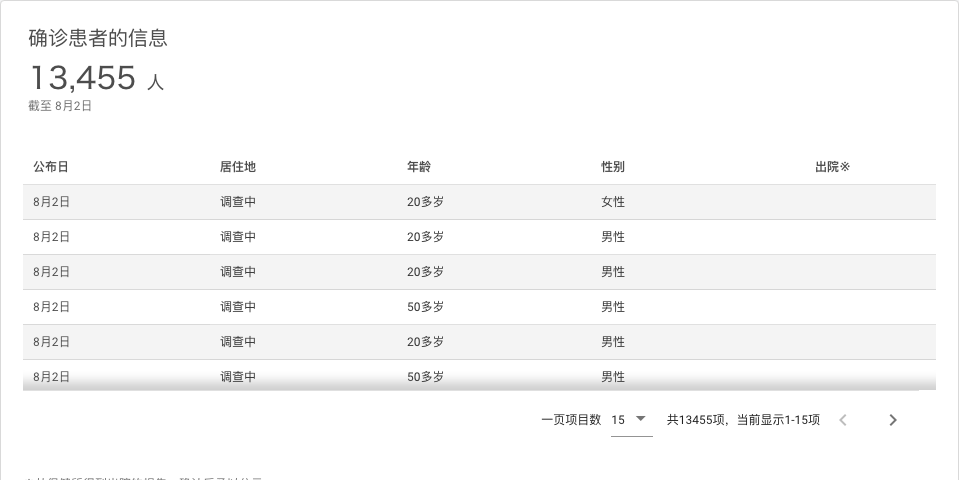 确诊患者的信息
13,455 人
截至 8月2日
公布日 居住地 年龄 性别 出院※
8月2日 调查中 20多岁 女性
8月2日 调查中 20多岁 男性
8月2日 调查中 20多岁 男性
8月2日 调查中 50多岁 男性
8月2日 调查中 20多岁 男性
8月2日 调查中 50多岁 男性
一页项目数 15 共13455项，当前显示1-15项